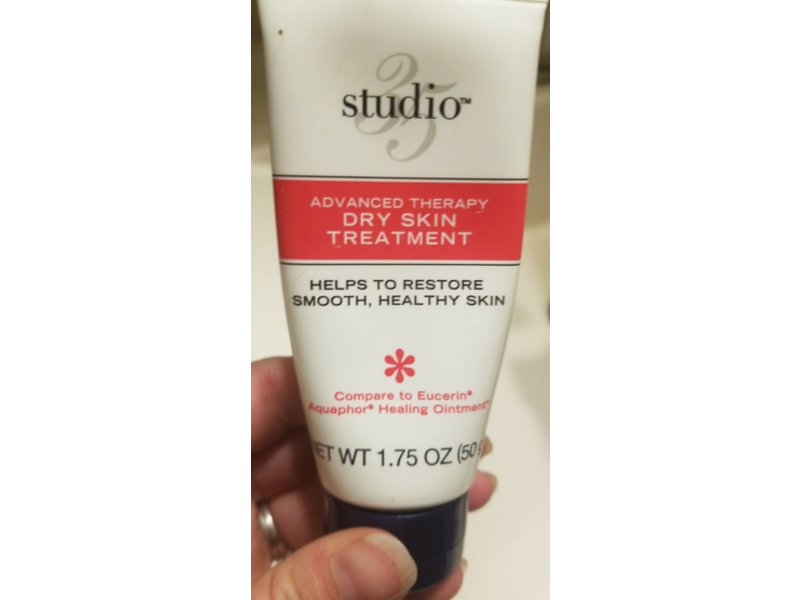 35
studio™
ADVANCED THERAPY
DRY SKIN
TREATMENT
HELPS TO RESTORE
SMOOTH, HEALTHY SKIN
Compare to Eucerin®
Aquaphor® Healing Ointment*
NET WT 1.75 OZ (50 g